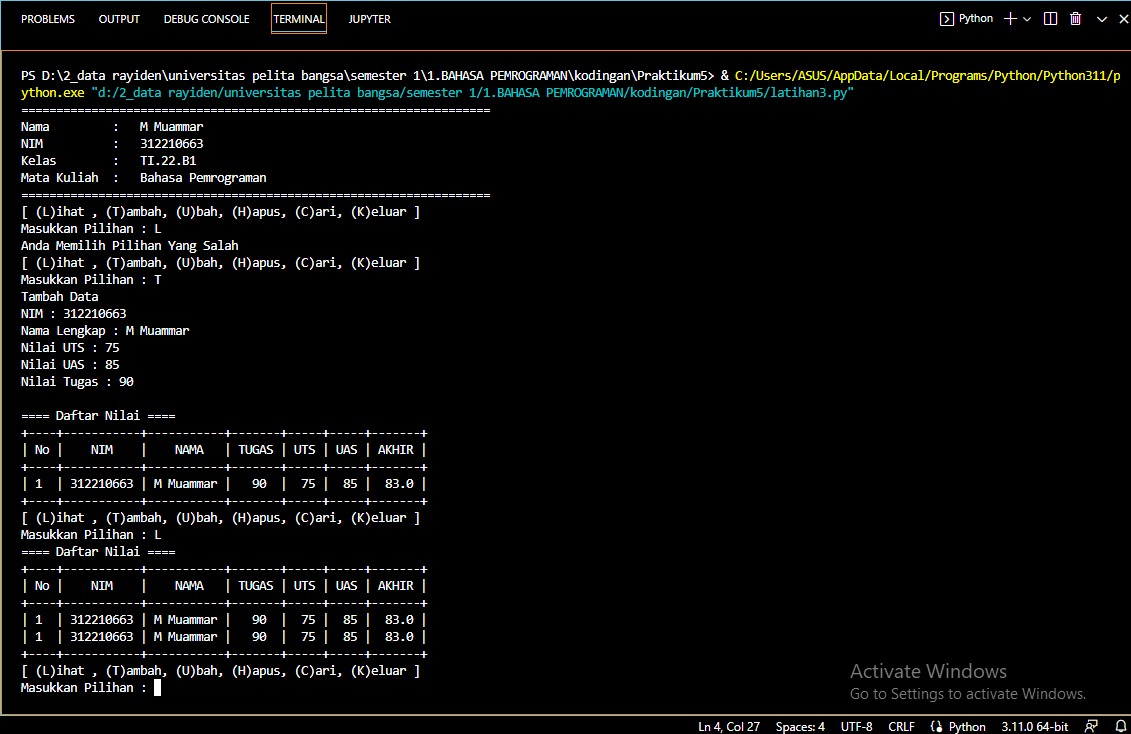 PROBLEMS OUTPUT DEBUG CONSOLE TERMINAL JUPYTER Python
PS D:\2_data rayiden\universitas pelita bangsa\semester 1\1.BAHASA PEMROGRAMAN\kodingan\Praktikum5> & C:/Users/ASUS/AppData/Local/Programs/Python/Python311/p
ython.exe "d:/2_data rayiden/universitas pelita bangsa/semester 1/1.BAHASA PEMROGRAMAN/kodingan/Praktikum5/latihan3.py"
===================================================================
Nama         :   M Muammar
NIM          :   312210663
Kelas        :   TI.22.B1
Mata Kuliah  :   Bahasa Pemrograman
===================================================================
[ (L)ihat , (T)ambah, (U)bah, (H)apus, (C)ari, (K)eluar ]
Masukkan Pilihan : L
Anda Memilih Pilihan Yang Salah
[ (L)ihat , (T)ambah, (U)bah, (H)apus, (C)ari, (K)eluar ]
Masukkan Pilihan : T
Tambah Data
NIM : 312210663
Nama Lengkap : M Muammar
Nilai UTS : 75
Nilai UAS : 85
Nilai Tugas : 90
==== Daftar Nilai ====
+----+-----------+-----------+-------+-----+-----+-------+
| No |    NIM    |    NAMA   | TUGAS | UTS | UAS | AKHIR |
+----+-----------+-----------+-------+-----+-----+-------+
| 1  | 312210663 | M Muammar |   90  |  75 |  85 |  83.0 |
+----+-----------+-----------+-------+-----+-----+-------+
[ (L)ihat , (T)ambah, (U)bah, (H)apus, (C)ari, (K)eluar ]
Masukkan Pilihan : L
==== Daftar Nilai ====
+----+-----------+-----------+-------+-----+-----+-------+
| No |    NIM    |    NAMA   | TUGAS | UTS | UAS | AKHIR |
+----+-----------+-----------+-------+-----+-----+-------+
| 1  | 312210663 | M Muammar |   90  |  75 |  85 |  83.0 |
| 1  | 312210663 | M Muammar |   90  |  75 |  85 |  83.0 |
+----+-----------+-----------+-------+-----+-----+-------+
[ (L)ihat , (T)ambah, (U)bah, (H)apus, (C)ari, (K)eluar ]
Masukkan Pilihan :
Activate Windows
Go to Settings to activate Windows.
Ln 4, Col 27 Spaces: 4 UTF-8 CRLF Python 3.11.0 64-bit